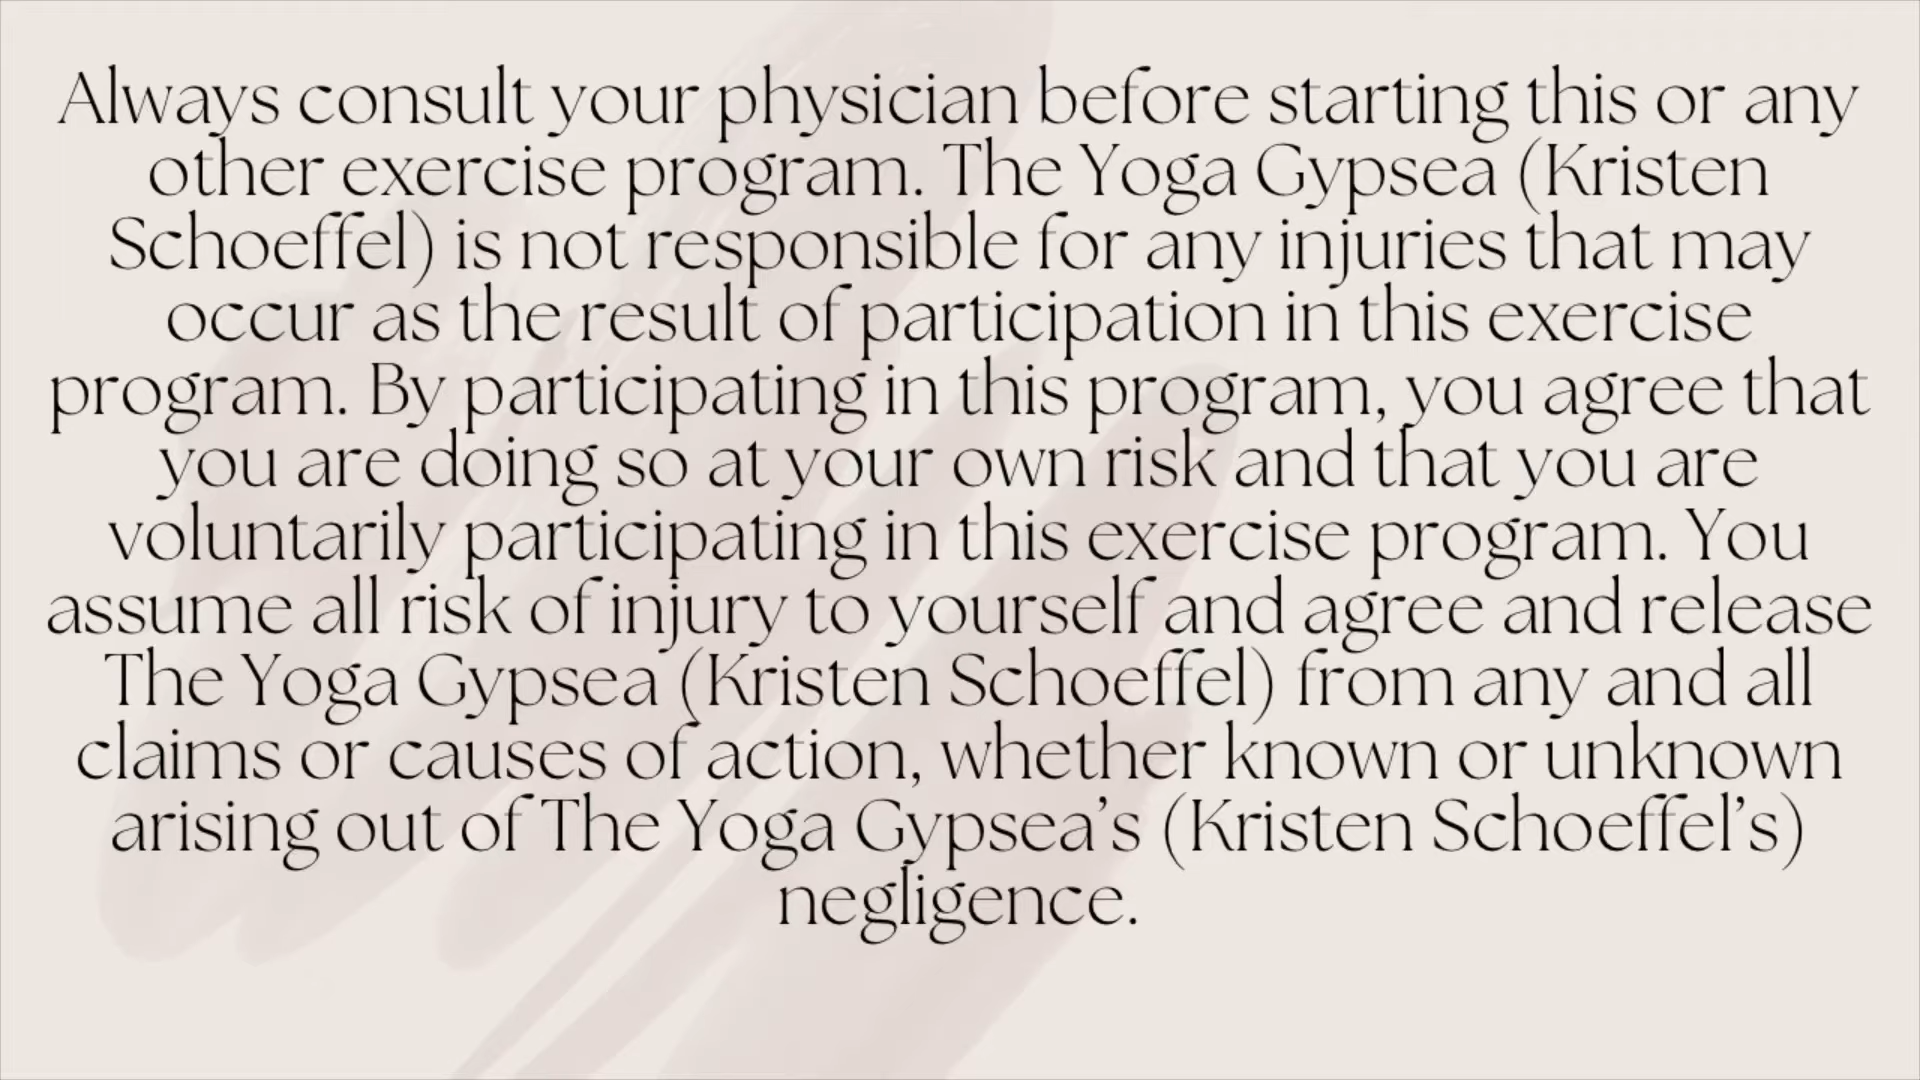 Always consult your physician before starting this or any
other exercise program. The Yoga Gypsea (Kristen
Schoeffel) is not responsible for any injuries that may
occur as the result of participation in this exercise
program. By participating in this program, you agree that
you are doing so at your own risk and that you are
voluntarily participating in this exercise program. You
assume all risk of injury to yourself and agree and release
The Yoga Gypsea (Kristen Schoeffel) from any and all
claims or causes of action, whether known or unknown
arising out of The Yoga Gypsea’s (Kristen Schoeffel’s)
negligence.